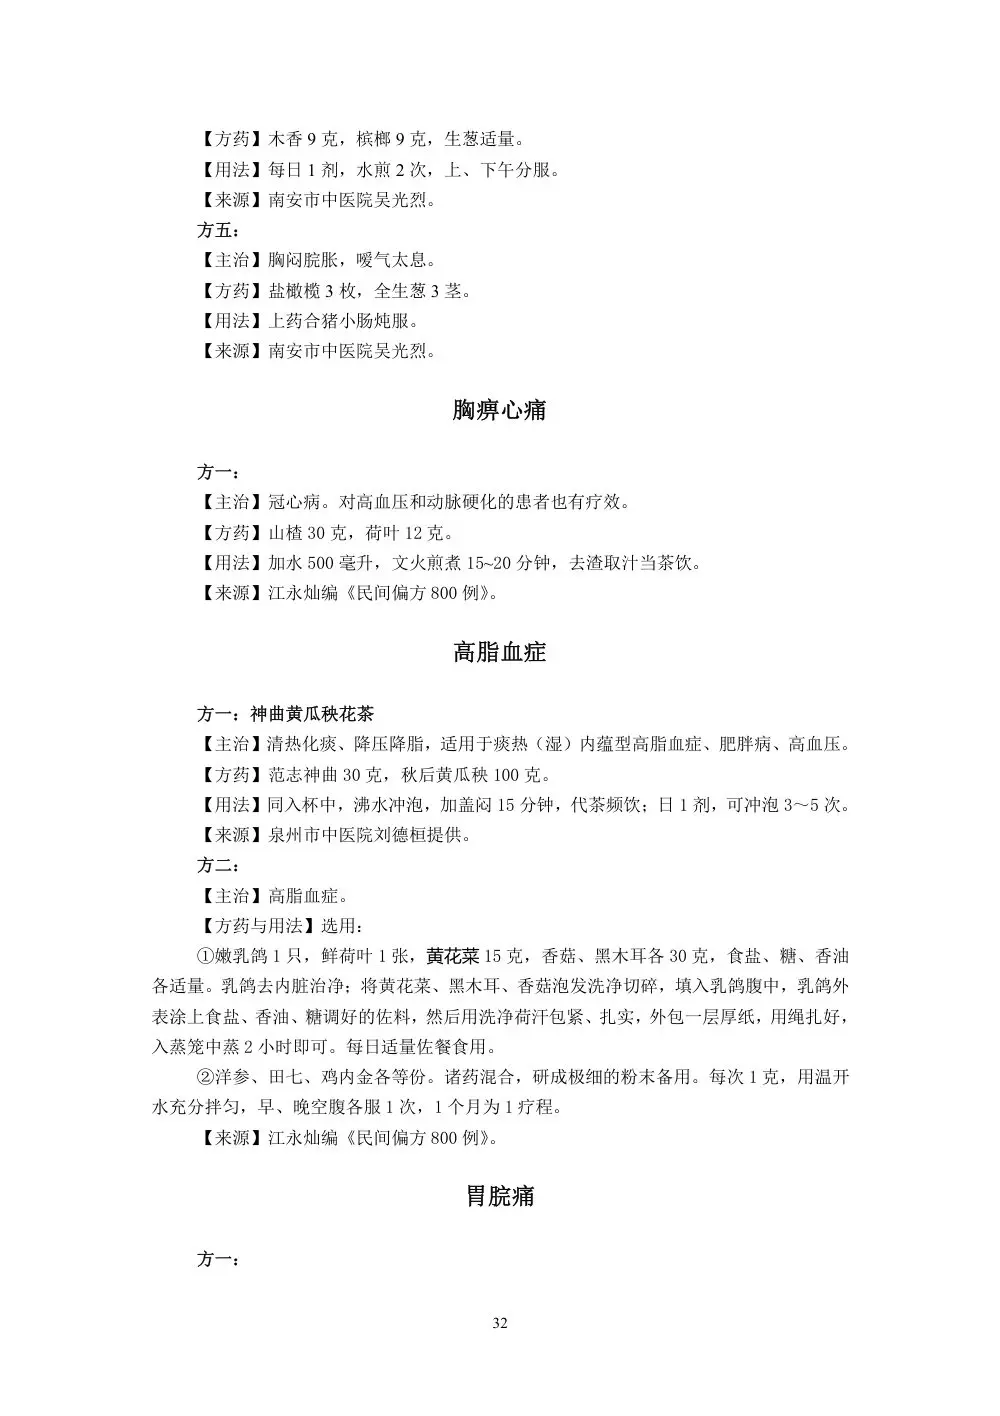 【方药】木香 9 克，槟榔 9 克，生葱适量。
【用法】每日 1 剂，水煎 2 次，上、下午分服。
【来源】南安市中医院吴光烈。
方五：
【主治】胸闷脘胀，嗳气太息。
【方药】盐橄榄 3 枚，全生葱 3 茎。
【用法】上药合猪小肠炖服。
【来源】南安市中医院吴光烈。
胸痹心痛
方一：
【主治】冠心病。对高血压和动脉硬化的患者也有疗效。
【方药】山楂 30 克，荷叶 12 克。
【用法】加水 500 毫升，文火煎煮 15~20 分钟，去渣取汁当茶饮。
【来源】江永灿编《民间偏方 800 例》。
高脂血症
方一：神曲黄瓜秧花茶
【主治】清热化痰、降压降脂，适用于痰热（湿）内蕴型高脂血症、肥胖病、高血压。
【方药】范志神曲 30 克，秋后黄瓜秧 100 克。
【用法】同入杯中，沸水冲泡，加盖闷 15 分钟，代茶频饮；日 1 剂，可冲泡 3～5 次。
【来源】泉州市中医院刘德桓提供。
方二：
【主治】高脂血症。
【方药与用法】选用：
①嫩乳鸽 1 只，鲜荷叶 1 张，黄花菜 15 克，香菇、黑木耳各 30 克，食盐、糖、香油
各适量。乳鸽去内脏治净；将黄花菜、黑木耳、香菇泡发洗净切碎，填入乳鸽腹中，乳鸽外
表涂上食盐、香油、糖调好的佐料，然后用洗净荷汗包紧、扎实，外包一层厚纸，用绳扎好，
入蒸笼中蒸 2 小时即可。每日适量佐餐食用。
②洋参、田七、鸡内金各等份。诸药混合，研成极细的粉末备用。每次 1 克，用温开
水充分拌匀，早、晚空腹各服 1 次，1 个月为 1 疗程。
【来源】江永灿编《民间偏方 800 例》。
胃脘痛
方一：
32